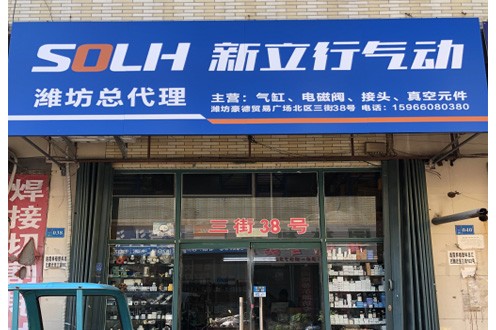 SOLH 新立行气动
潍坊总代理
主营：气缸、电磁阀、接头、真空元件
潍坊豪德贸易广场北区三街38号 电话：15966080380
三街38号
焊接切